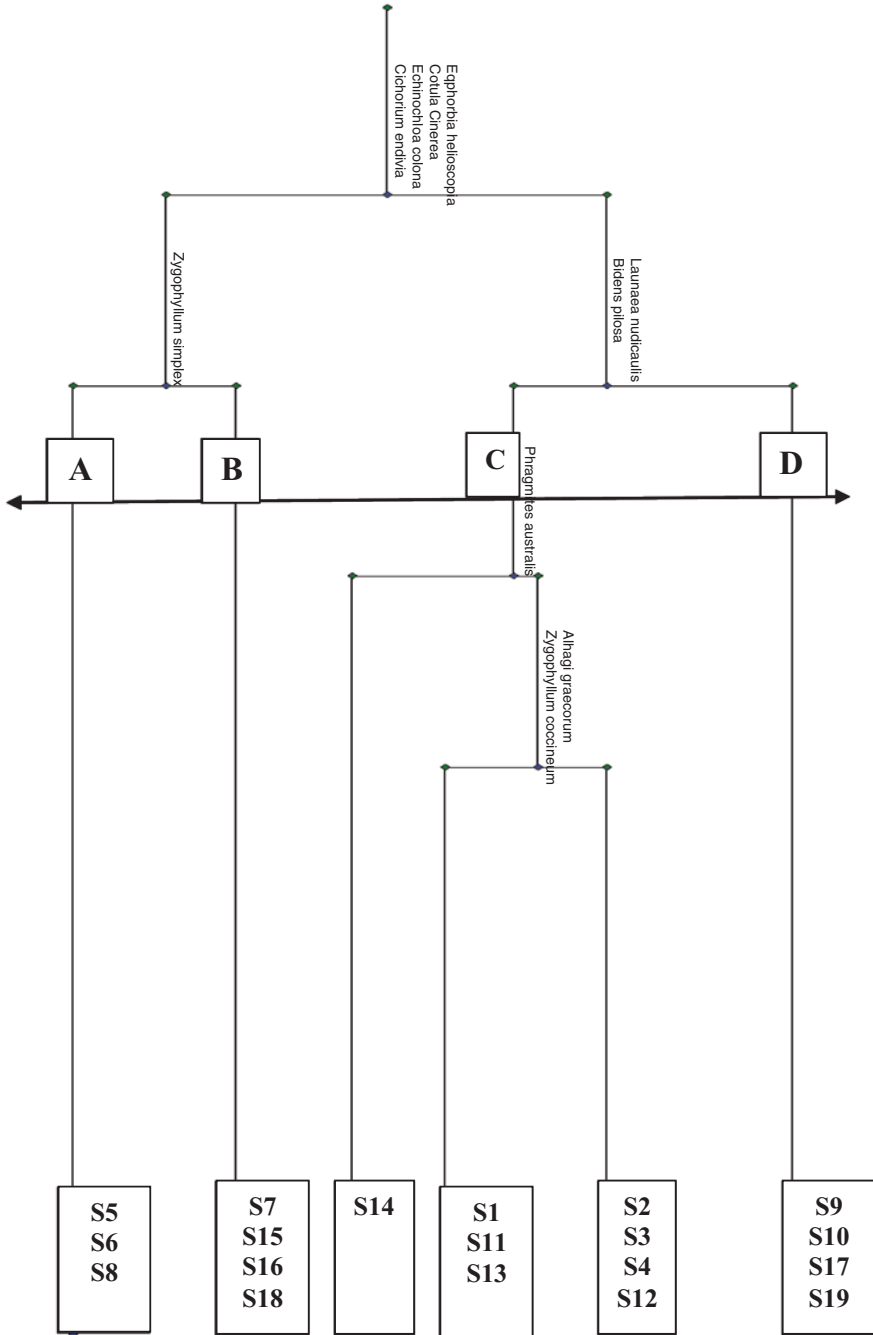 Eqphorbia helioscopia
Cotula Cinerea
Echinochloa colona
Cichorium endivia
Zygophyllum simplex
Launaea nudicaulis
Bidens pilosa
A
B
C
D
Phragmites australis
Alhagi graecorum
Zygophyllum coccineum
S5
S6
S8
S7
S15
S16
S18
S14
S1
S11
S13
S2
S3
S4
S12
S9
S10
S17
S19